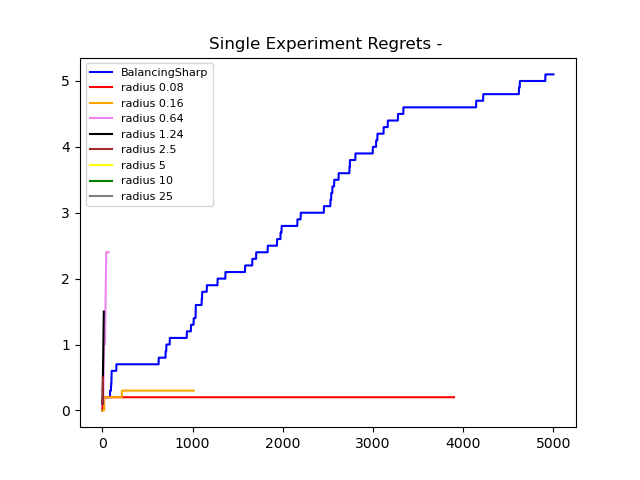 Single Experiment Regrets -
BalancingSharp
radius 0.08
radius 0.16
radius 0.64
radius 1.24
radius 2.5
radius 5
radius 10
radius 25
5
4
3
2
1
0
0 1000 2000 3000 4000 5000